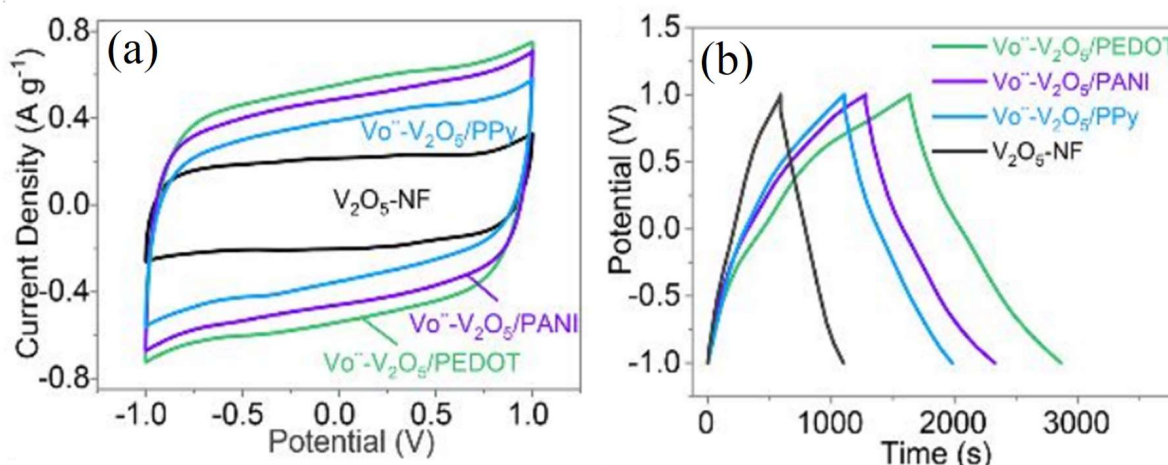 (a)
0.8
0.4
0.0
-0.4
-0.8
Current Density (A g⁻¹)
Vo¨-V₂O₅/PPy
V₂O₅-NF
Vo¨-V₂O₅/PANI
Vo¨-V₂O₅/PEDOT
-1.0 -0.5 0.0 0.5 1.0
Potential (V)
(b)
1.5
1.0
0.5
0.0
-0.5
-1.0
Potential (V)
Vo¨-V₂O₅/PEDOT
Vo¨-V₂O₅/PANI
Vo¨-V₂O₅/PPy
V₂O₅-NF
0 1000 2000 3000
Time (s)